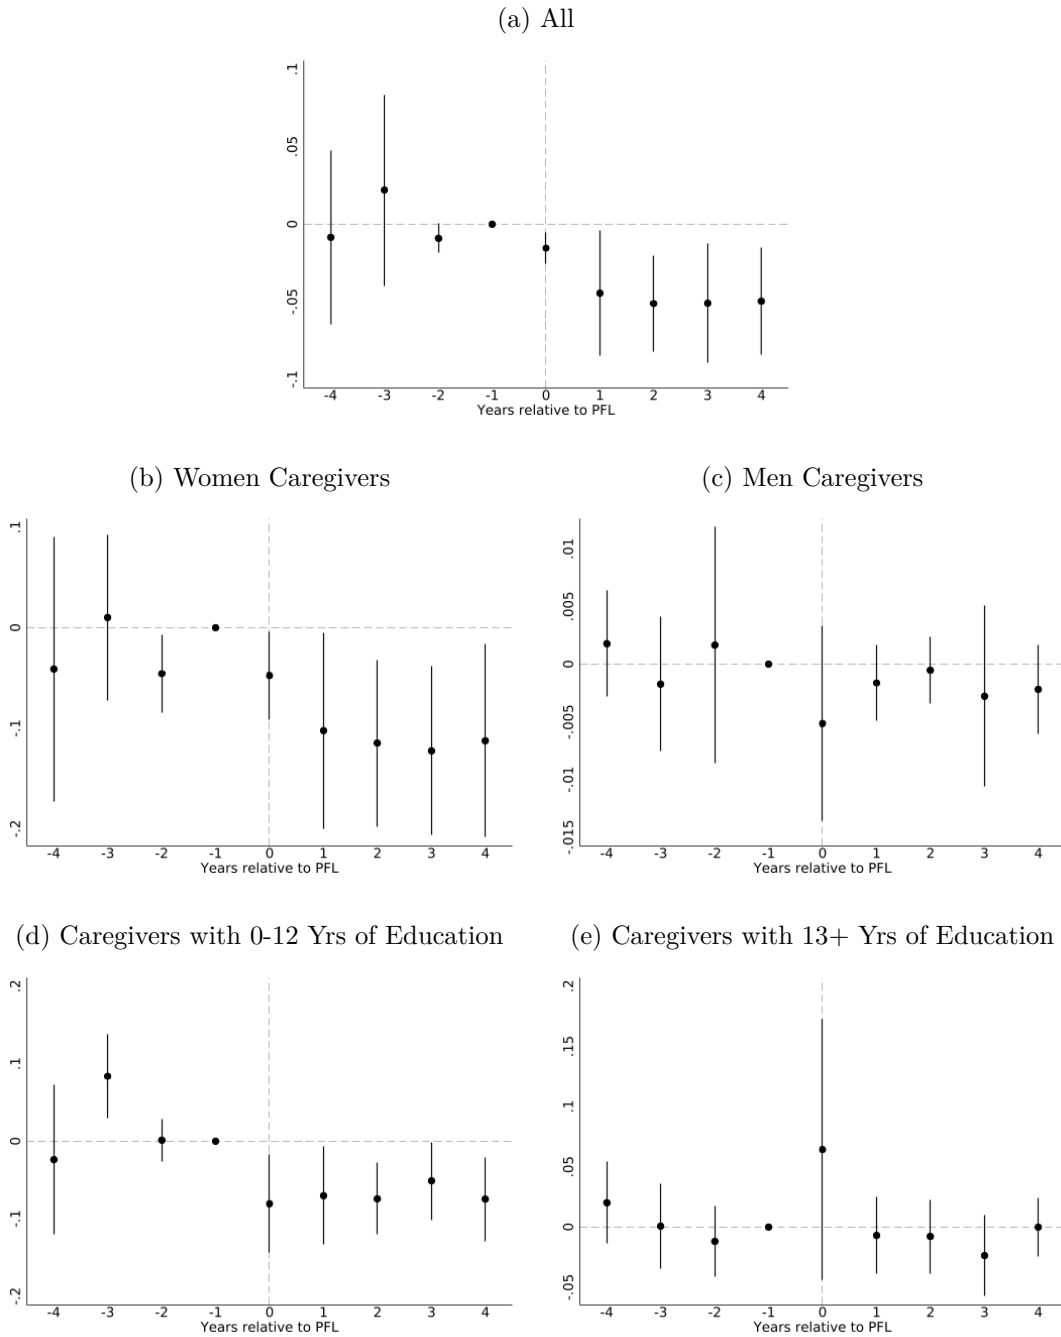 (a) All
.1
.05
0
-.05
-.1
-4 -3 -2 -1 0 1 2 3 4
Years relative to PFL
(b) Women Caregivers
.1
0
-.1
-.2
-4 -3 -2 -1 0 1 2 3 4
Years relative to PFL
(c) Men Caregivers
.01
.005
0
-.005
-.01
-.015
-4 -3 -2 -1 0 1 2 3 4
Years relative to PFL
(d) Caregivers with 0-12 Yrs of Education
.2
.1
0
-.1
-.2
-4 -3 -2 -1 0 1 2 3 4
Years relative to PFL
(e) Caregivers with 13+ Yrs of Education
.2
.15
.1
.05
0
-.05
-4 -3 -2 -1 0 1 2 3 4
Years relative to PFL